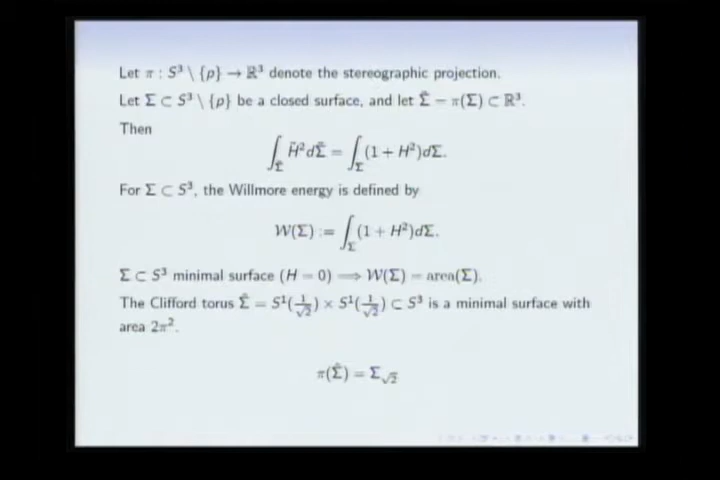 Let π : S³ \ {p} → ℝ³ denote the stereographic projection.
Let Σ ⊂ S³ \ {p} be a closed surface, and let Σ̃ = π(Σ) ⊂ ℝ³.
Then
∫_Σ̃ H̃² dΣ̃ = ∫_Σ (1 + H²) dΣ.
For Σ ⊂ S³, the Willmore energy is defined by
W(Σ) := ∫_Σ (1 + H²) dΣ.
Σ ⊂ S³ minimal surface (H = 0) ⟹ W(Σ) = area(Σ).
The Clifford torus Σ̂ = S¹(1/√2) × S¹(1/√2) ⊂ S³ is a minimal surface with
area 2π².
π(Σ̂) = Σ_√2